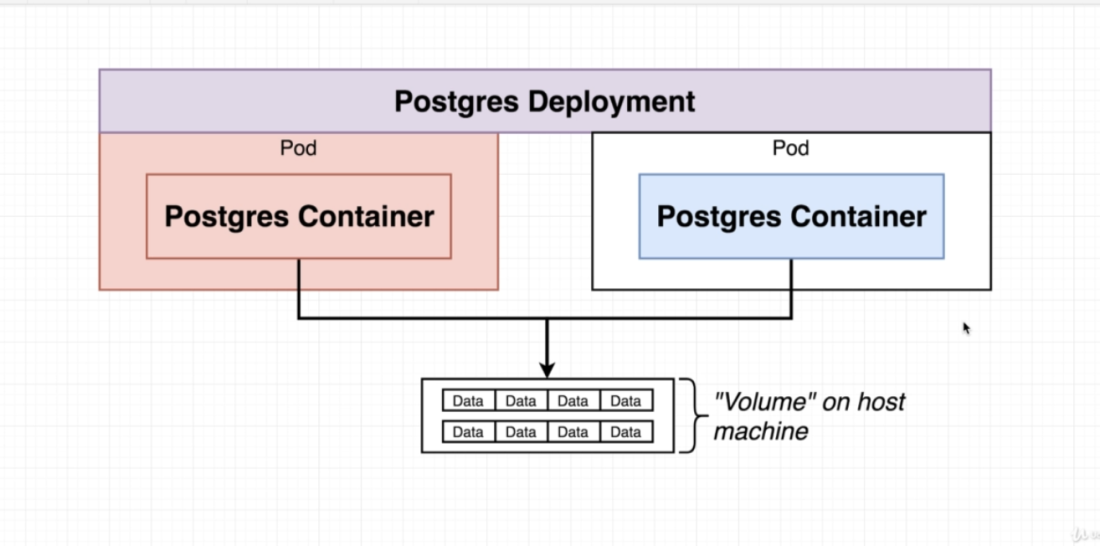 Postgres Deployment
Pod
Pod
Postgres Container
Postgres Container
Data Data Data Data
Data Data Data Data
"Volume" on host
machine